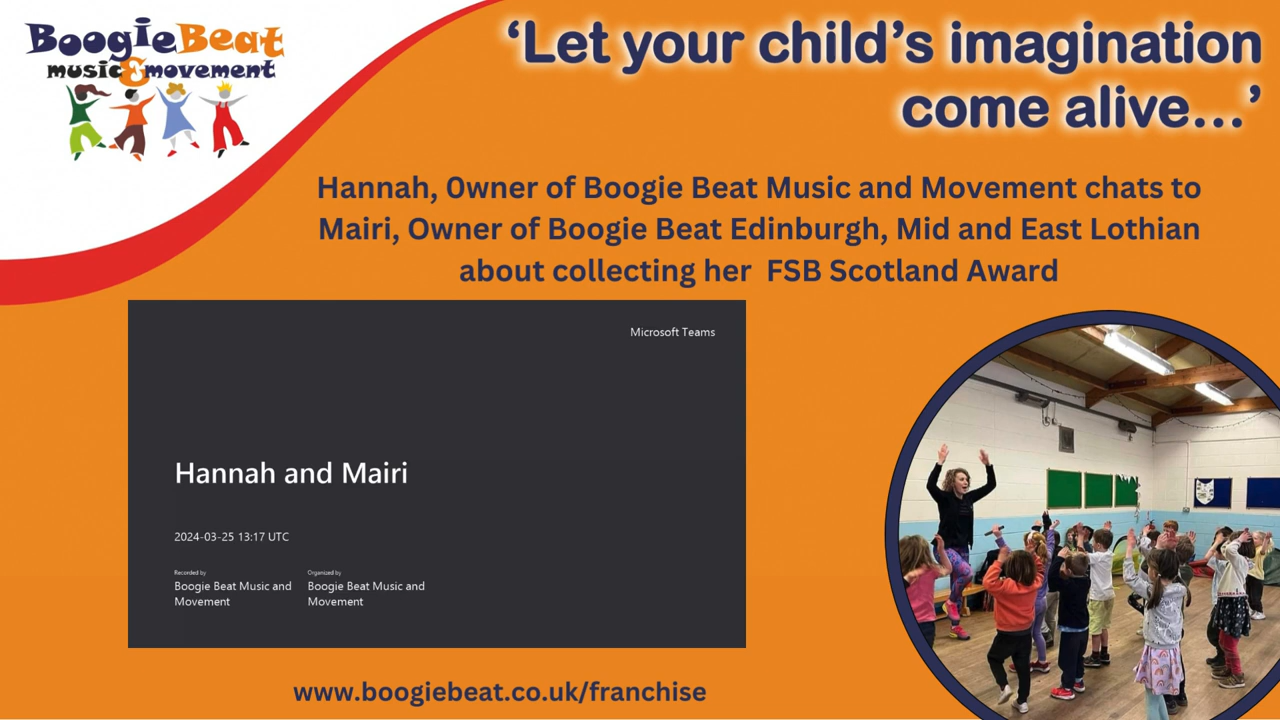 BoogieBeat
music & movement
‘Let your child’s imagination
come alive...’
Hannah, 0wner of Boogie Beat Music and Movement chats to
Mairi, Owner of Boogie Beat Edinburgh, Mid and East Lothian
about collecting her FSB Scotland Award
Microsoft Teams
Hannah and Mairi
2024-03-25 13:17 UTC
Recorded by
Boogie Beat Music and
Movement
Organized by
Boogie Beat Music and
Movement
www.boogiebeat.co.uk/franchise